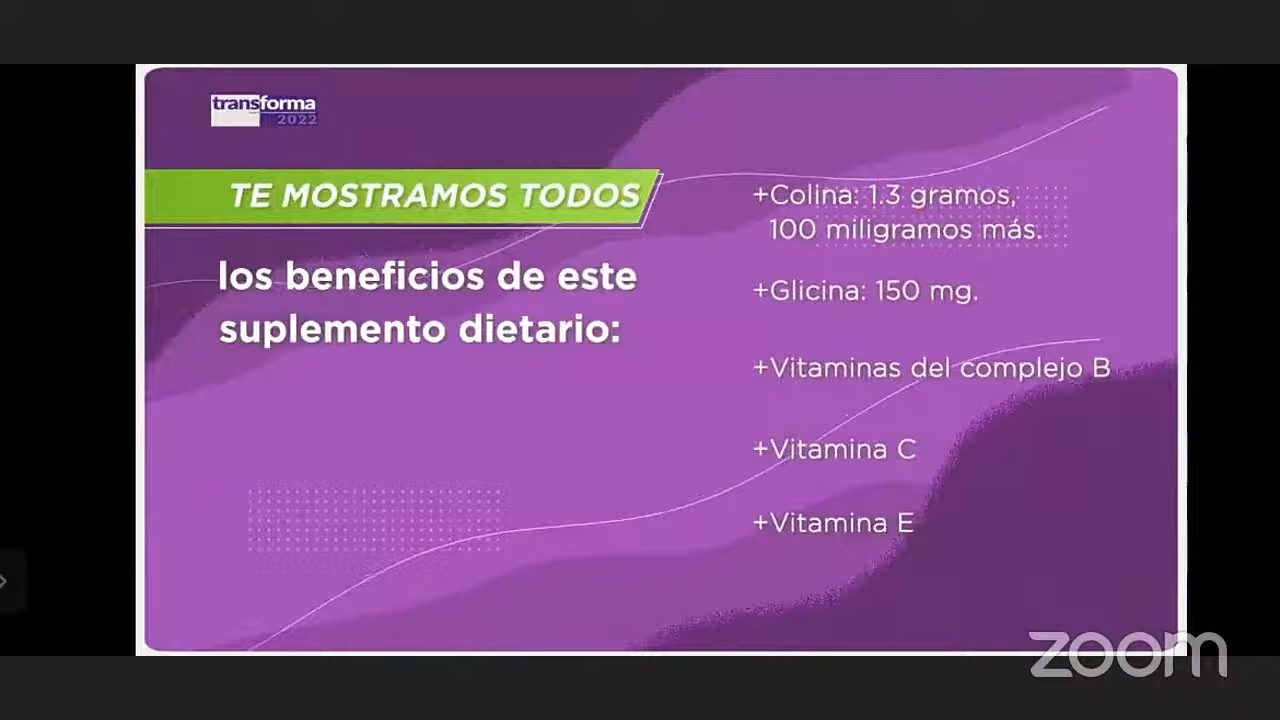 transforma
2022
TE MOSTRAMOS TODOS
los beneficios de este
suplemento dietario:
+Colina: 1.3 gramos,
100 miligramos más.
+Glicina: 150 mg.
+Vitaminas del complejo B
+Vitamina C
+Vitamina E
zoom